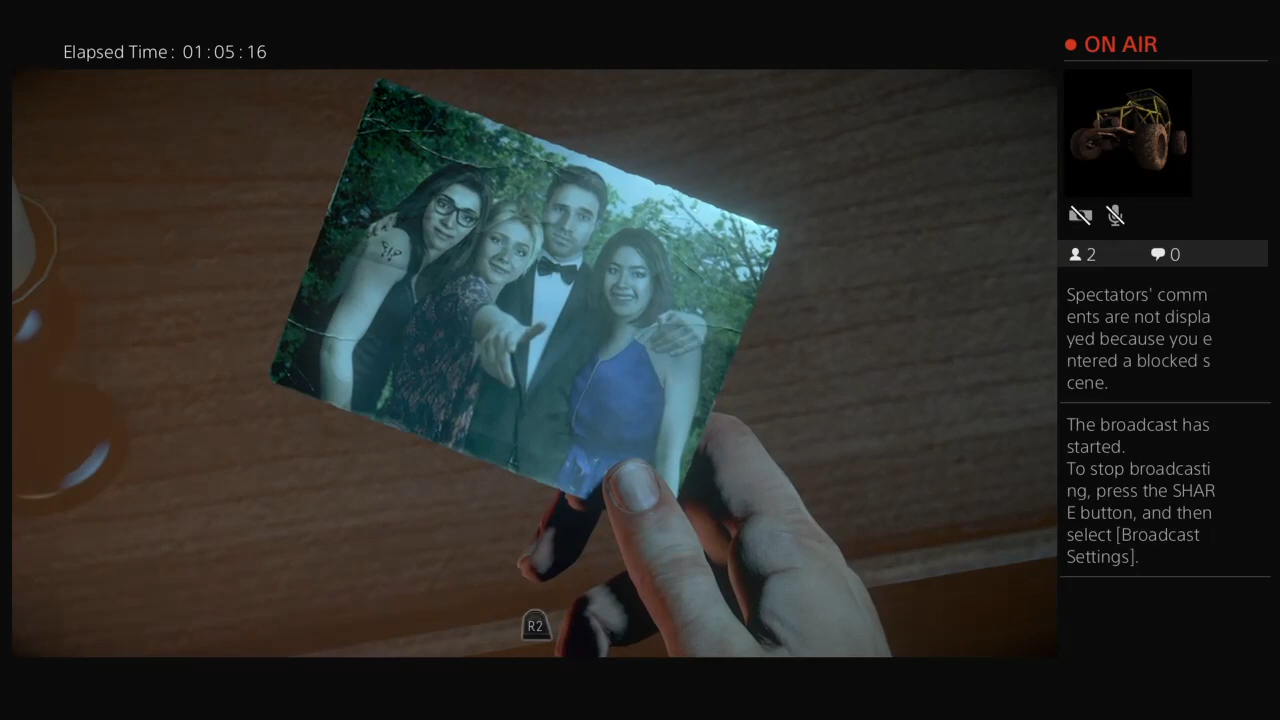 Elapsed Time: 01:05:16
ON AIR
2
0
Spectators' comm
ents are not displa
yed because you e
ntered a blocked s
cene.
The broadcast has
started.
To stop broadcasti
ng, press the SHAR
E button, and then
select [Broadcast
Settings].
R2